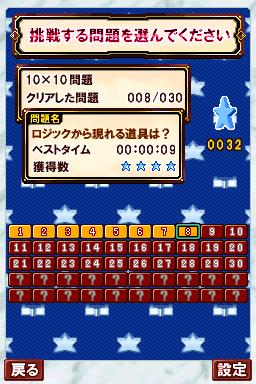 挑戦する問題を選んでください
10×10問題
クリアした問題 008/030
問題名
ロジックから現れる道具は?
ベストタイム 00:00:09
獲得数
0032
1 2 3 4 5 6 7 8 9 10
11 12 13 14 15 16 17 18 19 20
21 22 23 24 25 26 27 28 29 30
? ? ? ? ? ? ? ? ? ?
? ? ? ? ? ? ? ? ? ?
戻る 設定